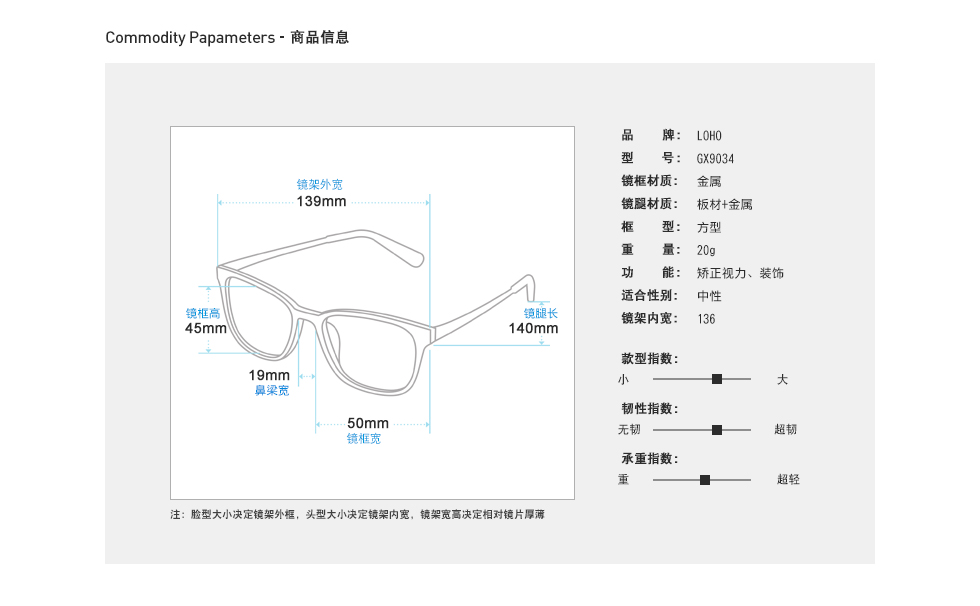 Commodity Papameters - 商品信息
镜架外宽
139mm
镜框高
45mm
镜腿长
140mm
19mm
鼻梁宽
50mm
镜框宽
注: 脸型大小决定镜架外框, 头型大小决定镜架内宽、镜架宽高决定相对镜片厚薄
品 牌: LOHO
型 号: GX9034
镜框材质: 金属
镜腿材质: 板材+金属
框 型: 方型
重 量: 20g
功 能: 矫正视力、装饰
适合性别: 中性
镜架内宽: 136
款型指数:
小 大
韧性指数:
无韧 超韧
承重指数:
重 超轻